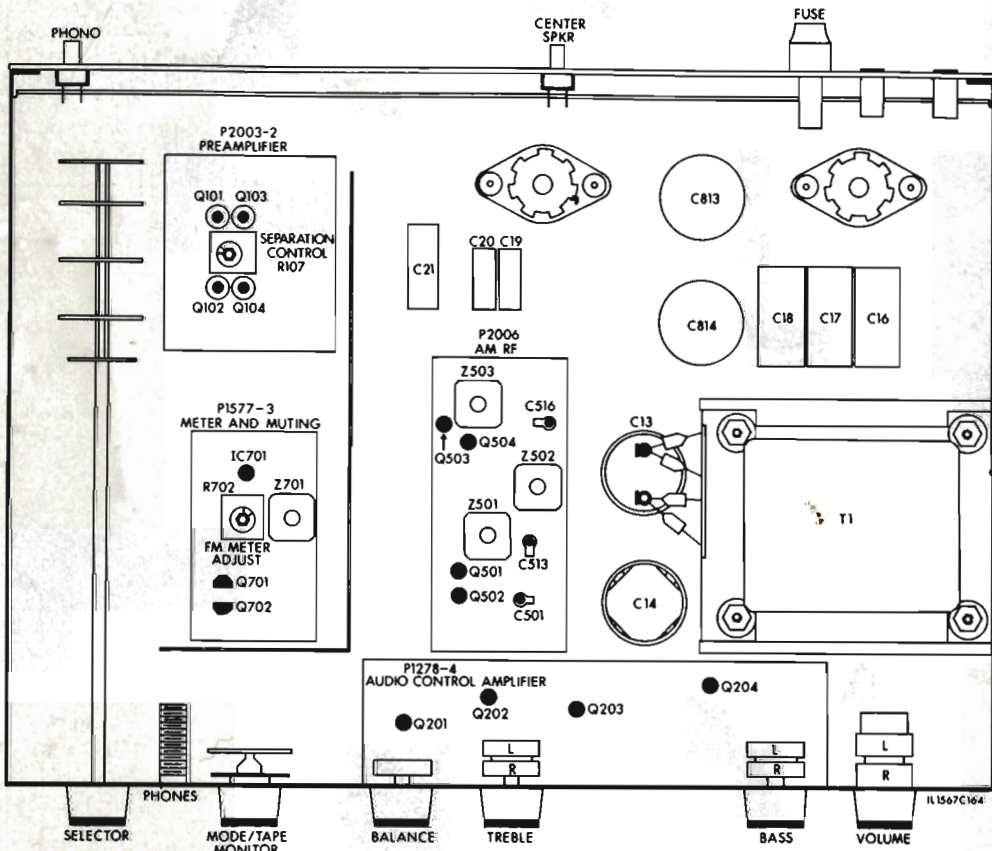 PHONO
CENTER
SPKR
FUSE
P2003-2
PREAMPLIFIER
Q101
Q103
SEPARATION
CONTROL
R107
Q102
Q104
C21
C20
C19
C813
C814
C18
C17
C16
P2006
AM RF
Z503
C516
Q503
Q504
Z502
Z501
C513
Q501
Q502
C501
C13
C14
T1
P1577-3
METER AND MUTING
IC701
R702
Z701
FM METER
ADJUST
Q701
Q702
P1278-4
AUDIO CONTROL AMPLIFIER
Q201
Q202
Q203
Q204
L
R
L
R
L
R
PHONES
IL1567C164
SELECTOR
MODE/TAPE
MONITOR
BALANCE
TREBLE
BASS
VOLUME